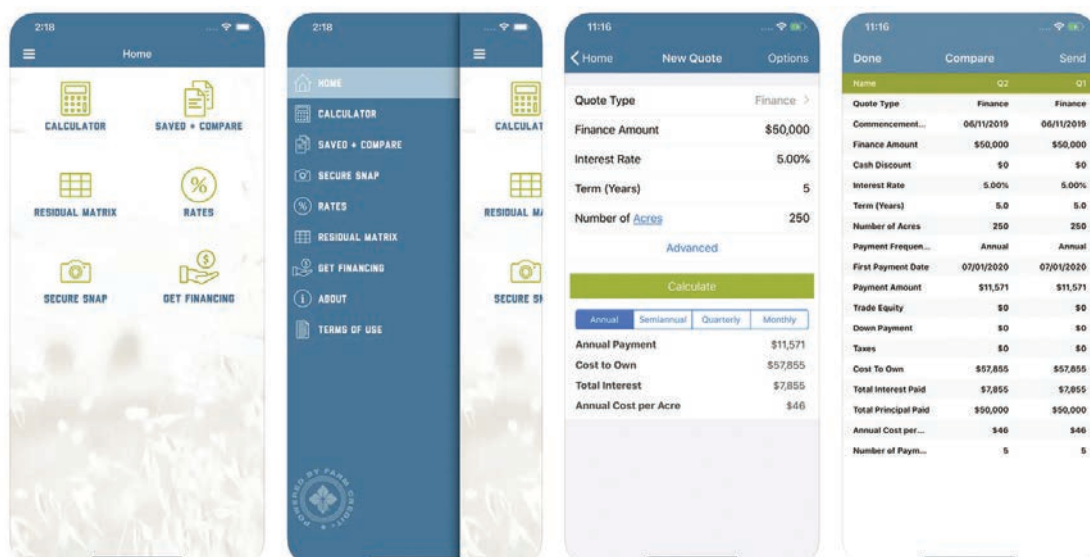 2:18
Home
CALCULATOR
SAVED + COMPARE
RESIDUAL MATRIX
RATES
%
SECURE SNAP
GET FINANCING
$
2:18
HOME
CALCULATOR
SAVED + COMPARE
SECURE SNAP
% RATES
RESIDUAL MATRIX
GET FINANCING
ABOUT
TERMS OF USE
POWERED BY FARM CREDIT
CALCULAT
RESIDUAL MA
SECURE SN
11:16
Home New Quote Options
Quote Type Finance
Finance Amount $50,000
Interest Rate 5.00%
Term (Years) 5
Number of Acres 250
Advanced
Calculate
Annual Semiannual Quarterly Monthly
Annual Payment $11,571
Cost to Own $57,855
Total Interest $7,855
Annual Cost per Acre $46
11:16
Done Compare Send
Name Q2 Q1
Quote Type Finance Finance
Commencement... 06/11/2019 06/11/2019
Finance Amount $50,000 $50,000
Cash Discount $0 $0
Interest Rate 5.00% 5.00%
Term (Years) 5.0 5.0
Number of Acres 250 250
Payment Frequen... Annual Annual
First Payment Date 07/01/2020 07/01/2020
Payment Amount $11,571 $11,571
Trade Equity $0 $0
Down Payment $0 $0
Taxes $0 $0
Cost To Own $57,855 $57,855
Total Interest Paid $7,855 $7,855
Total Principal Paid $50,000 $50,000
Annual Cost per... $46 $46
Number of Paym... 5 5